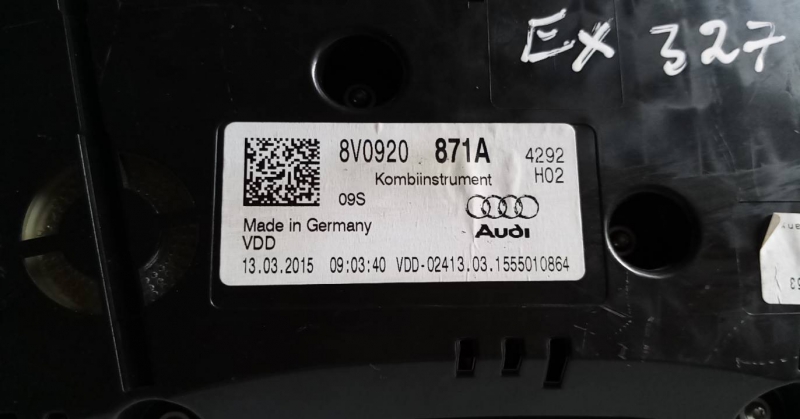 EX 327
8V0920 871A 4292
Kombiinstrument H02
09S
Audi
Made in Germany
VDD
13.03.2015 09:03:40 VDD-02413.03.1555010864